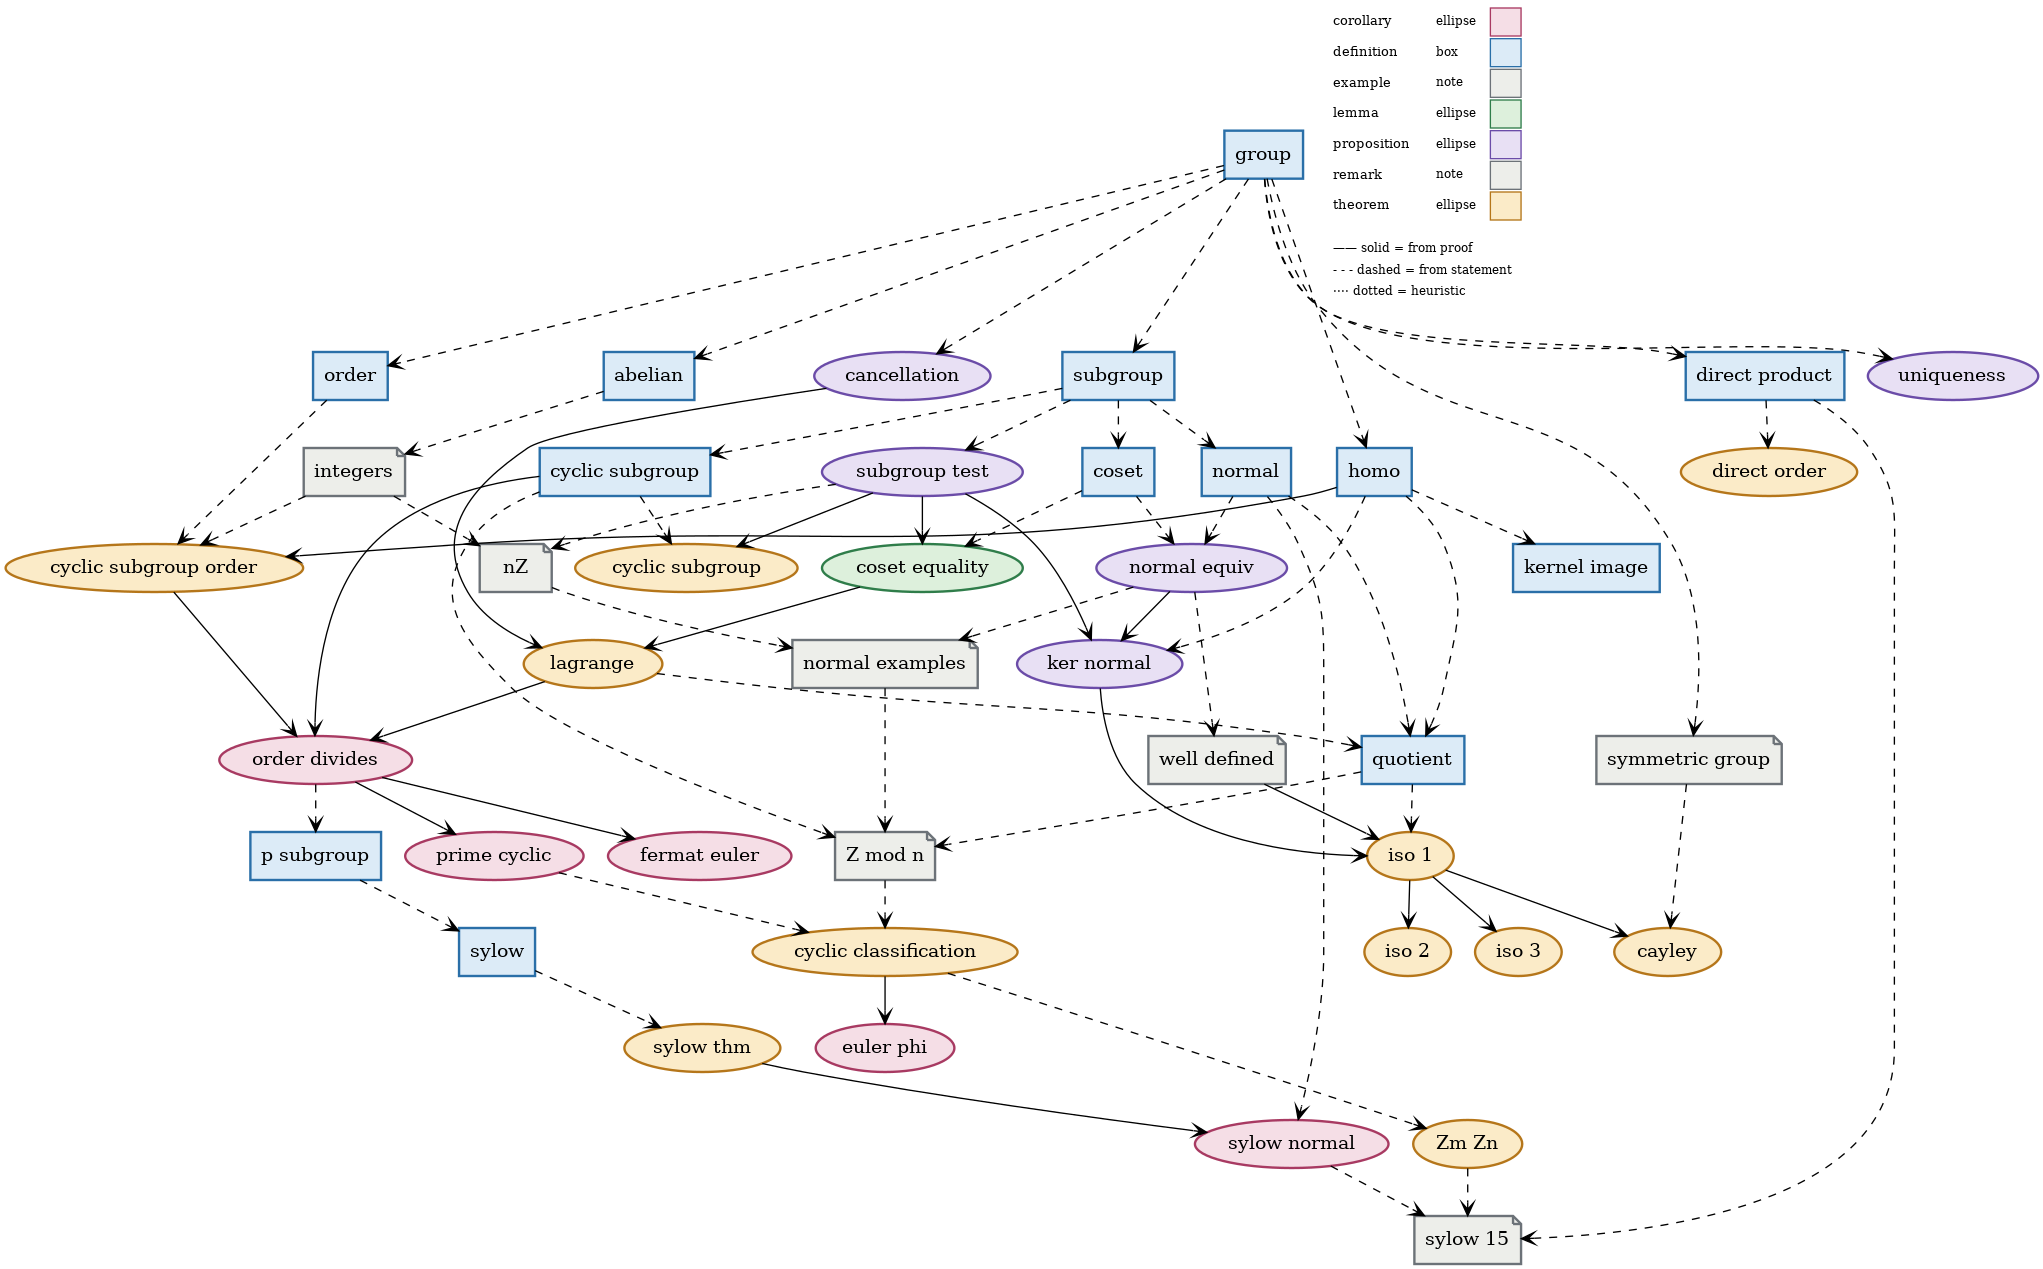 corollary ellipse
definition box
example note
lemma ellipse
proposition ellipse
remark note
theorem ellipse
—— solid = from proof
- - - dashed = from statement
···· dotted = heuristic
group
order
abelian
cancellation
subgroup
direct product
uniqueness
integers
cyclic subgroup
subgroup test
coset
normal
homo
direct order
cyclic subgroup order
nZ
cyclic subgroup
coset equality
normal equiv
kernel image
lagrange
normal examples
ker normal
order divides
well defined
quotient
symmetric group
p subgroup
prime cyclic
fermat euler
Z mod n
iso 1
sylow
cyclic classification
iso 2
iso 3
cayley
sylow thm
euler phi
sylow normal
Zm Zn
sylow 15